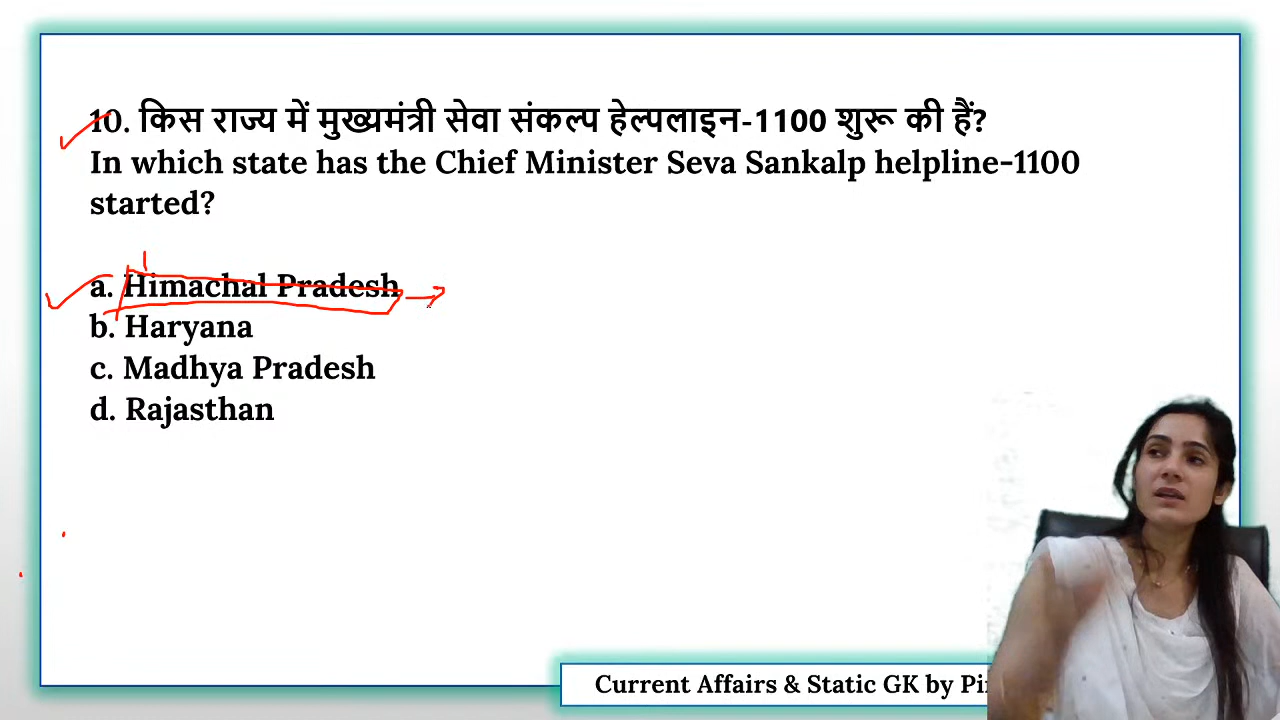 10. किस राज्य में मुख्यमंत्री सेवा संकल्प हेल्पलाइन-1100 शुरू की हैं?
In which state has the Chief Minister Seva Sankalp helpline-1100
started?
a. Himachal Pradesh
b. Haryana
c. Madhya Pradesh
d. Rajasthan
Current Affairs & Static GK by